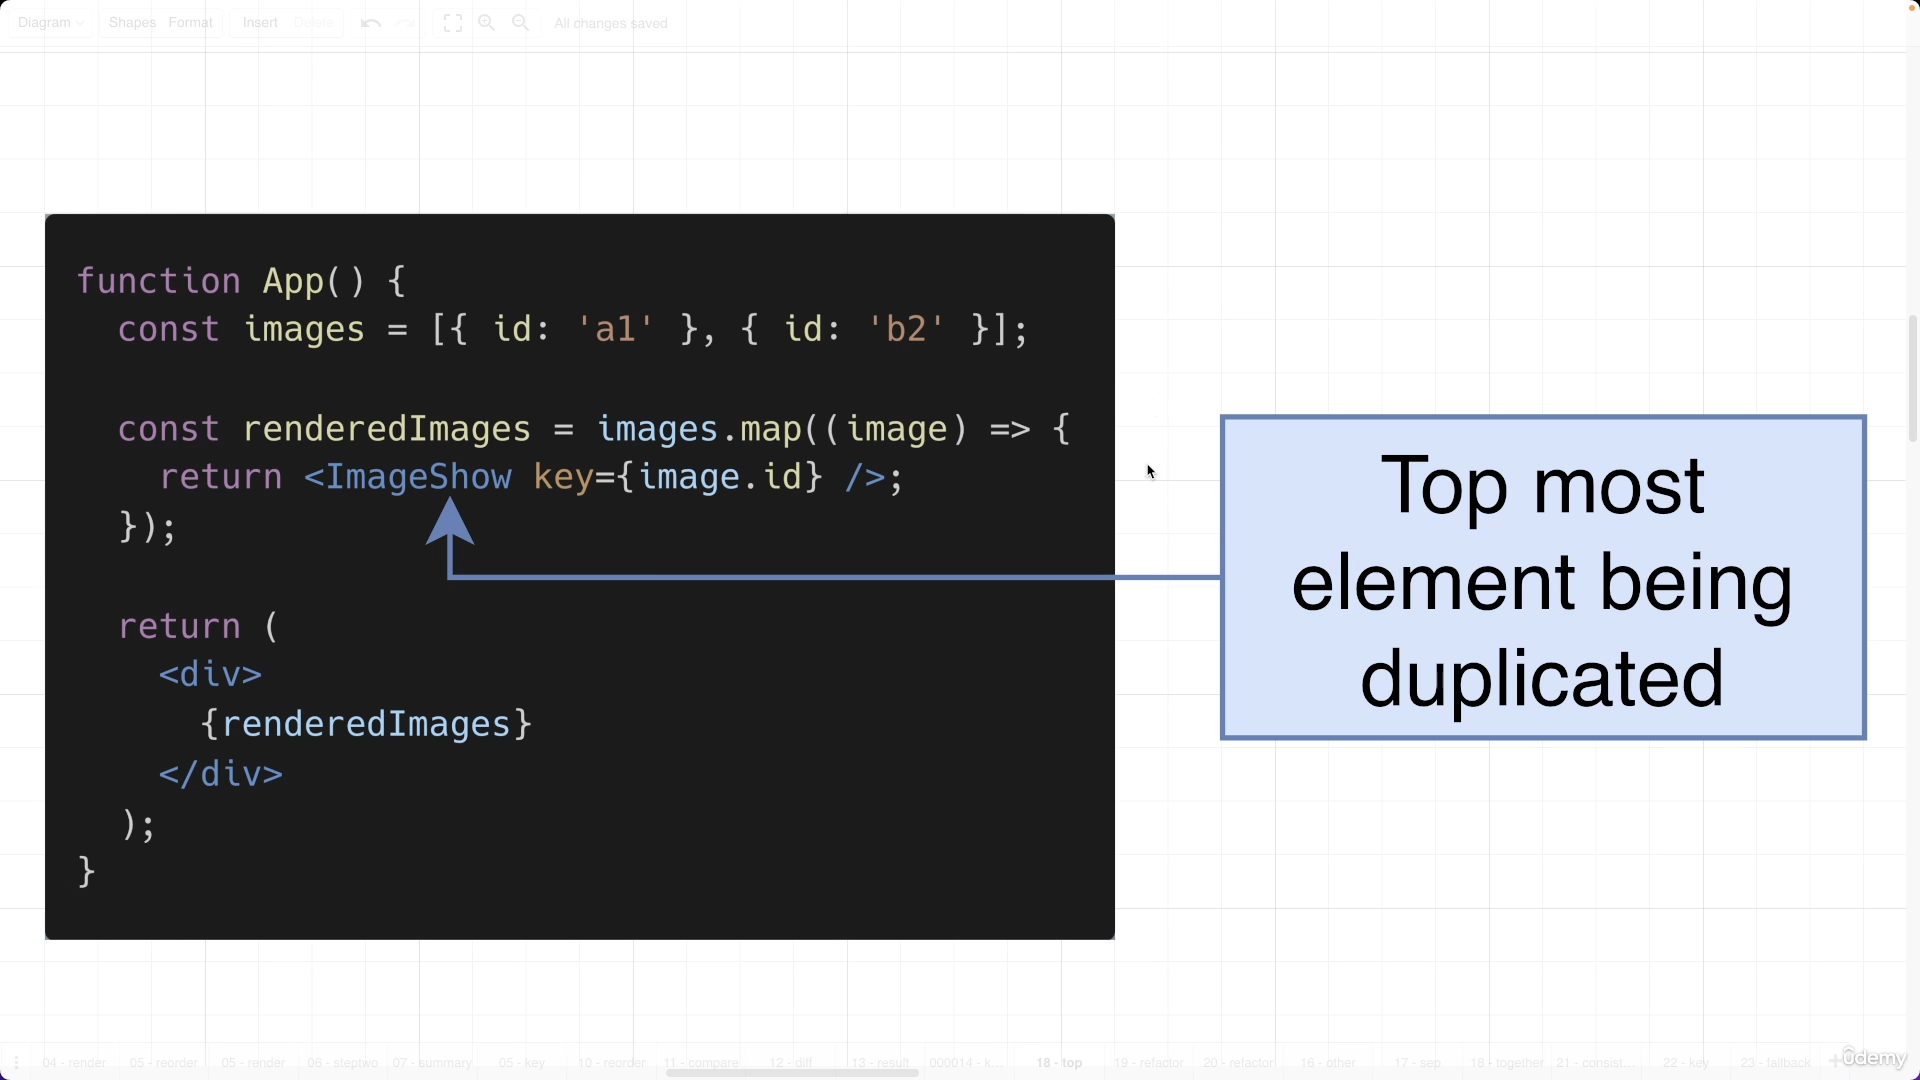 Diagram Shapes Format Insert Delete All changes saved
function App() {
const images = [{ id: 'a1' }, { id: 'b2' }];
const renderedImages = images.map((image) => {
return <ImageShow key={image.id} />;
});
return (
<div>
{renderedImages}
</div>
);
}
Top most
element being
duplicated
04 - render 05 - reorder 05 - render 06 - steptwo 07 - summary 05 - key 10 - reorder 11 - compare 12 - diff 13 - result 000014 - k... 18 - top 19 - refactor 20 - refactor 16 - other 17 - sep 18 - together 21 - consist... 22 - key 23 - fallback
ûdemy